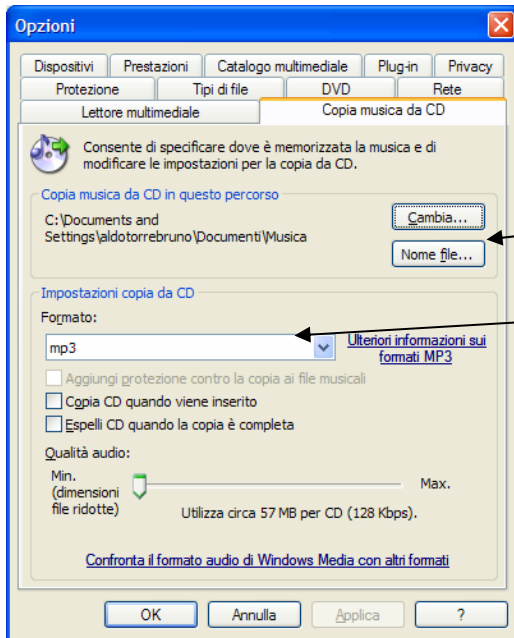 Opzioni
Dispositivi Prestazioni Catalogo multimediale Plug-in Privacy
Protezione Tipi di file DVD Rete
Lettore multimediale Copia musica da CD
Consente di specificare dove è memorizzata la musica e di
modificare le impostazioni per la copia da CD.
Copia musica da CD in questo percorso
C:\Documents and
Settings\aldotorrebruno\Documenti\Musica
Cambia...
Nome file...
Impostazioni copia da CD
Formato:
mp3
Ulteriori informazioni sui
formati MP3
Aggiungi protezione contro la copia ai file musicali
Copia CD quando viene inserito
Espelli CD quando la copia è completa
Qualità audio:
Min.
(dimensioni
file ridotte)
Max.
Utilizza circa 57 MB per CD (128 Kbps).
Confronta il formato audio di Windows Media con altri formati
OK Annulla Applica ?